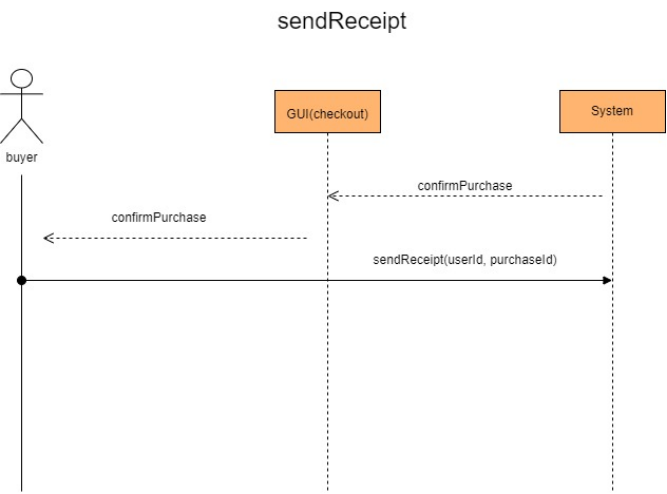 sendReceipt
buyer
GUI(checkout)
System
confirmPurchase
confirmPurchase
sendReceipt(userId, purchaseId)